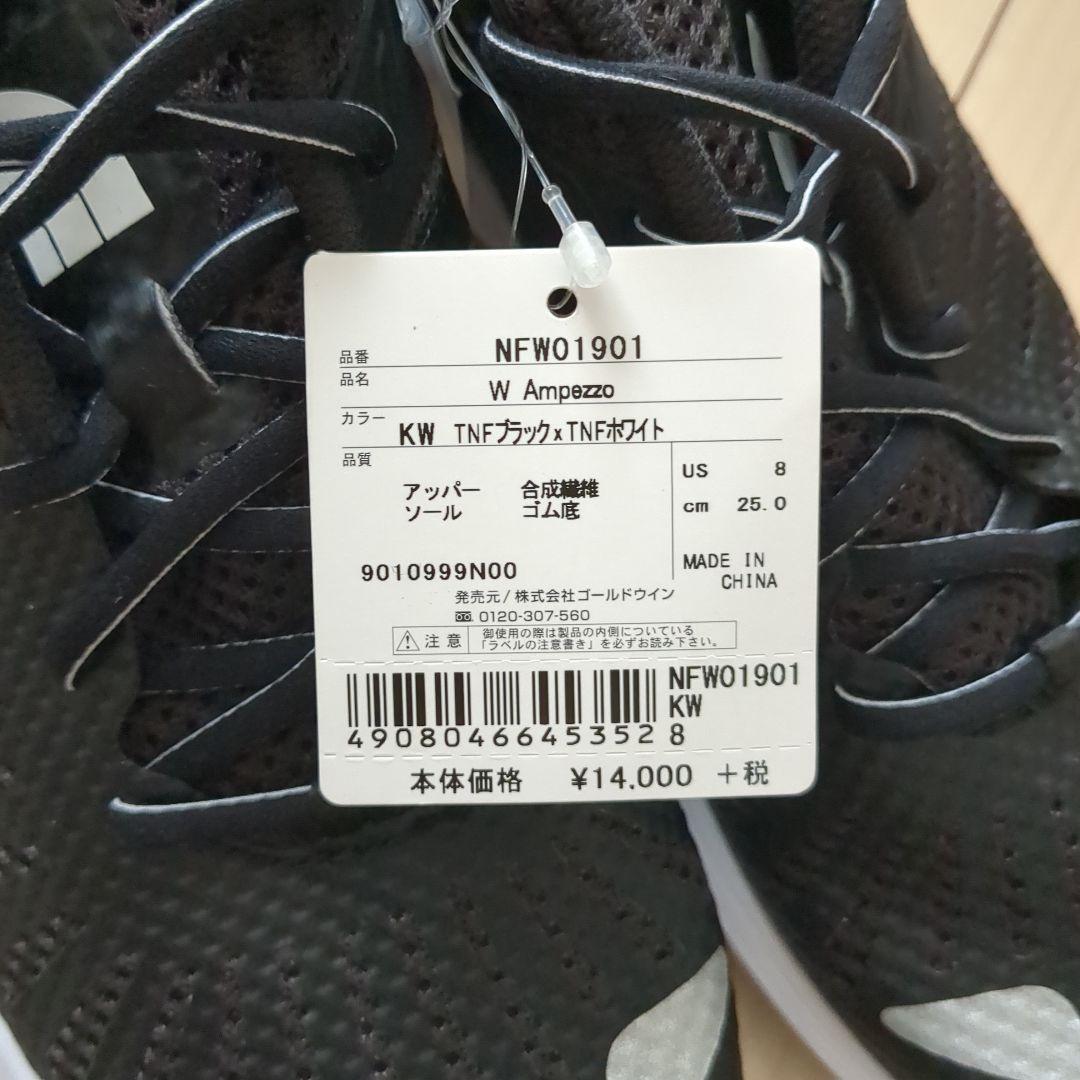 品番 NFW01901
品名 W Ampezzo
カラー KW TNFブラックxTNFホワイト
品質
アッパー 合成繊維
ソール ゴム底
US 8
cm 25.0
MADE IN
CHINA
9010999N00
発売元/株式会社ゴールドウイン
0120-307-560
注意 御使用の際は製品の内側についている
「ラベルの注意書き」を必ずお読み下さい。
NFW01901
KW
4908046645352 8
本体価格 ¥14,000 +税